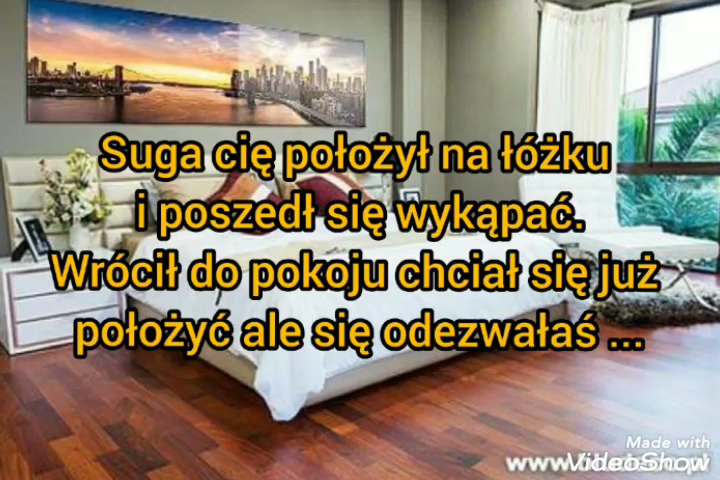 Suga cię położył na łóżku
i poszedł się wykąpać.
Wrócił do pokoju chciał się już
położyć ale się odezwałaś ...
Made with
VideoShow
www.